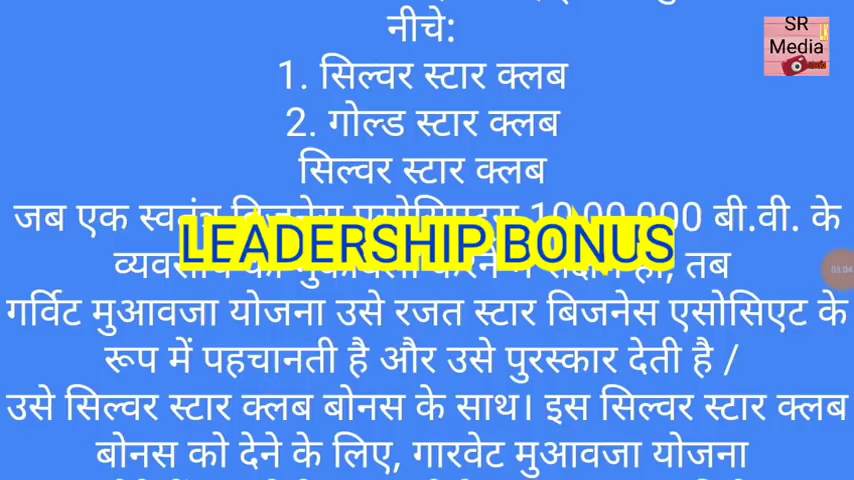 नीचे:
1. सिल्वर स्टार क्लब
2. गोल्ड स्टार क्लब
सिल्वर स्टार क्लब
जब एक 10,00,000 बी.वी. के
LEADERSHIP BONUS
तब
गर्विट मुआवजा योजना उसे रजत स्टार बिजनेस एसोसिएट के
रूप में पहचानती है और उसे पुरस्कार देती है /
उसे सिल्वर स्टार क्लब बोनस के साथ। इस सिल्वर स्टार क्लब
बोनस को देने के लिए, गारवेट मुआवजा योजना
SR
Media
03:04